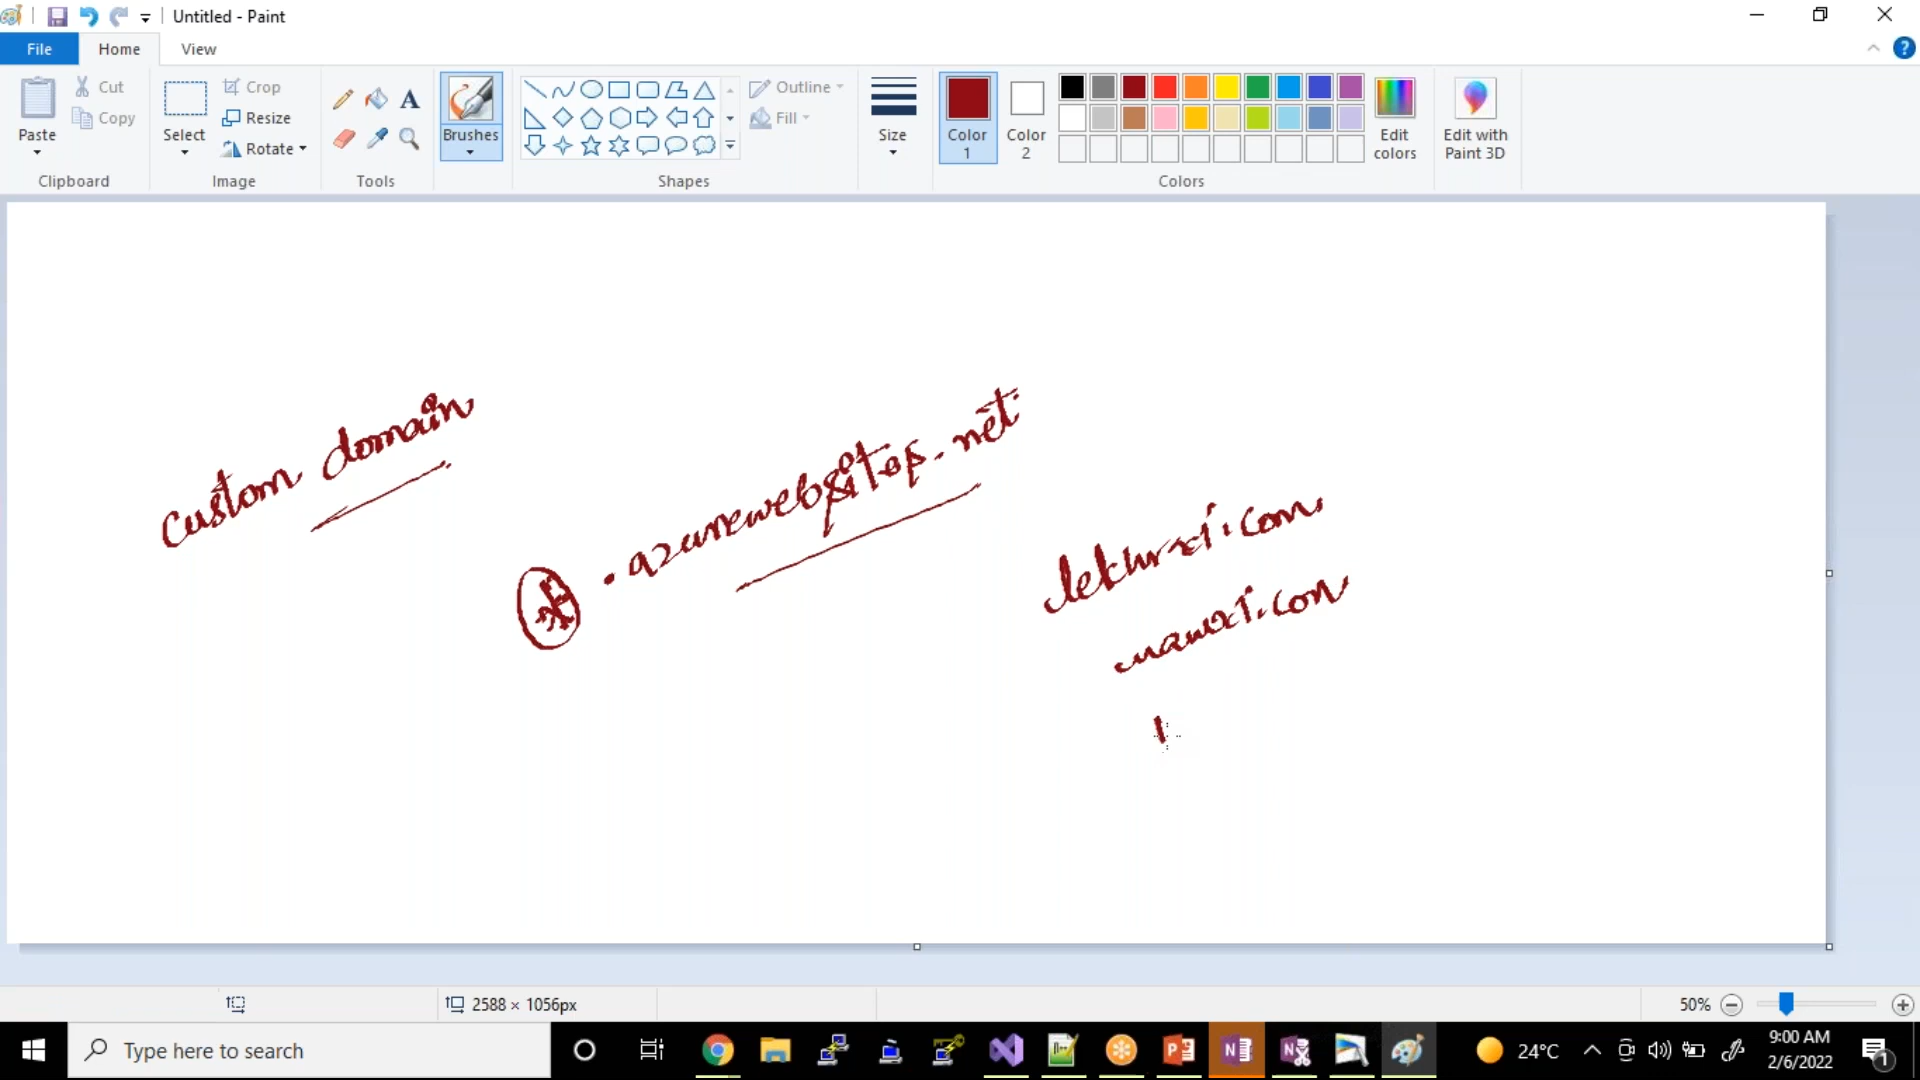 Untitled - Paint
File Home View
Paste
Cut
Copy
Clipboard
Select
Crop
Resize
Rotate
Image
Tools
Brushes
Shapes
Outline
Fill
Size
Color 1
Color 2
Edit colors
Edit with Paint 3D
Colors
custom domain
* .azurewebsites.net
.com
.com
2588 × 1056px
50%
Type here to search
24°C
9:00 AM
2/6/2022
1